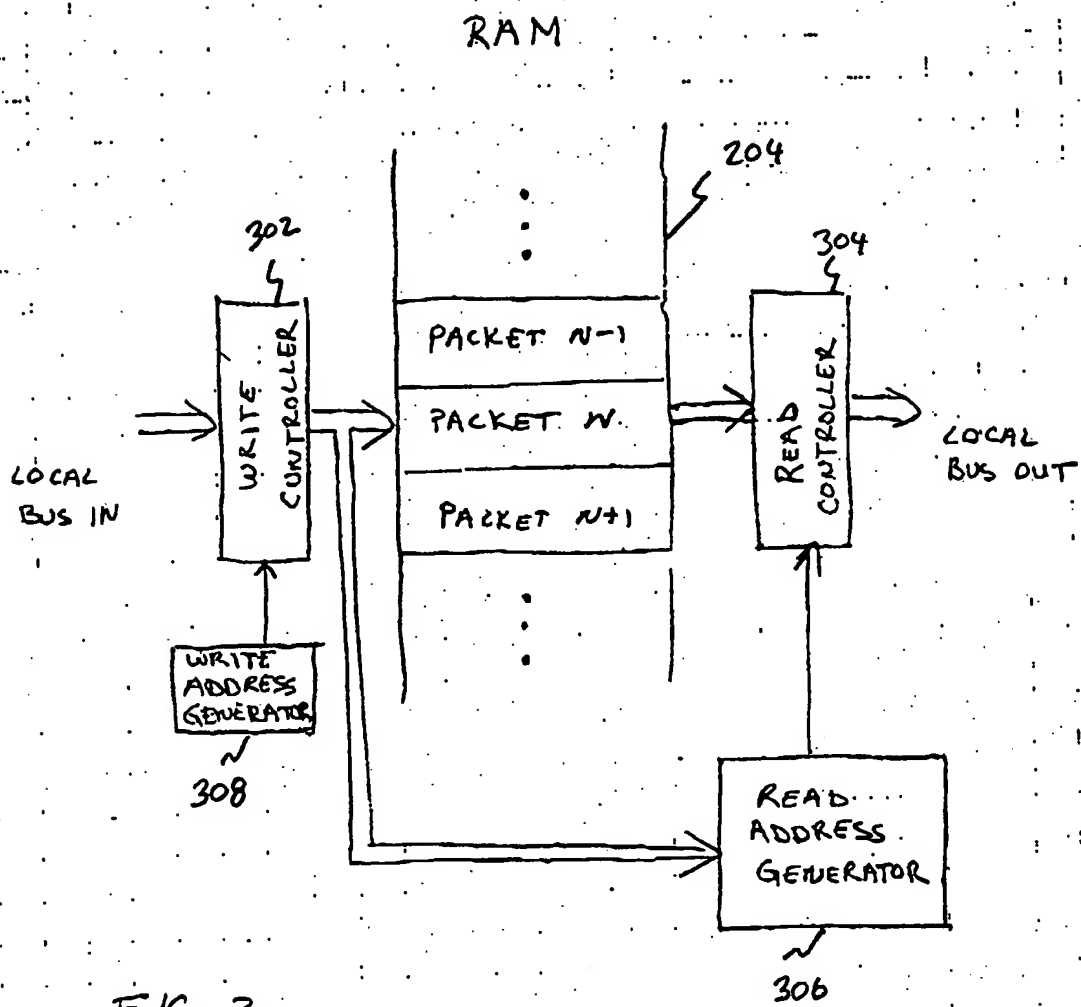 RAM
204
302
304
PACKET N-1
WRITE
CONTROLLER
PACKET N
READ
CONTROLLER
LOCAL
BUS IN
LOCAL
BUS OUT
PACKET N+1
WRITE
ADDRESS
GENERATOR
308
READ
ADDRESS
GENERATOR
306